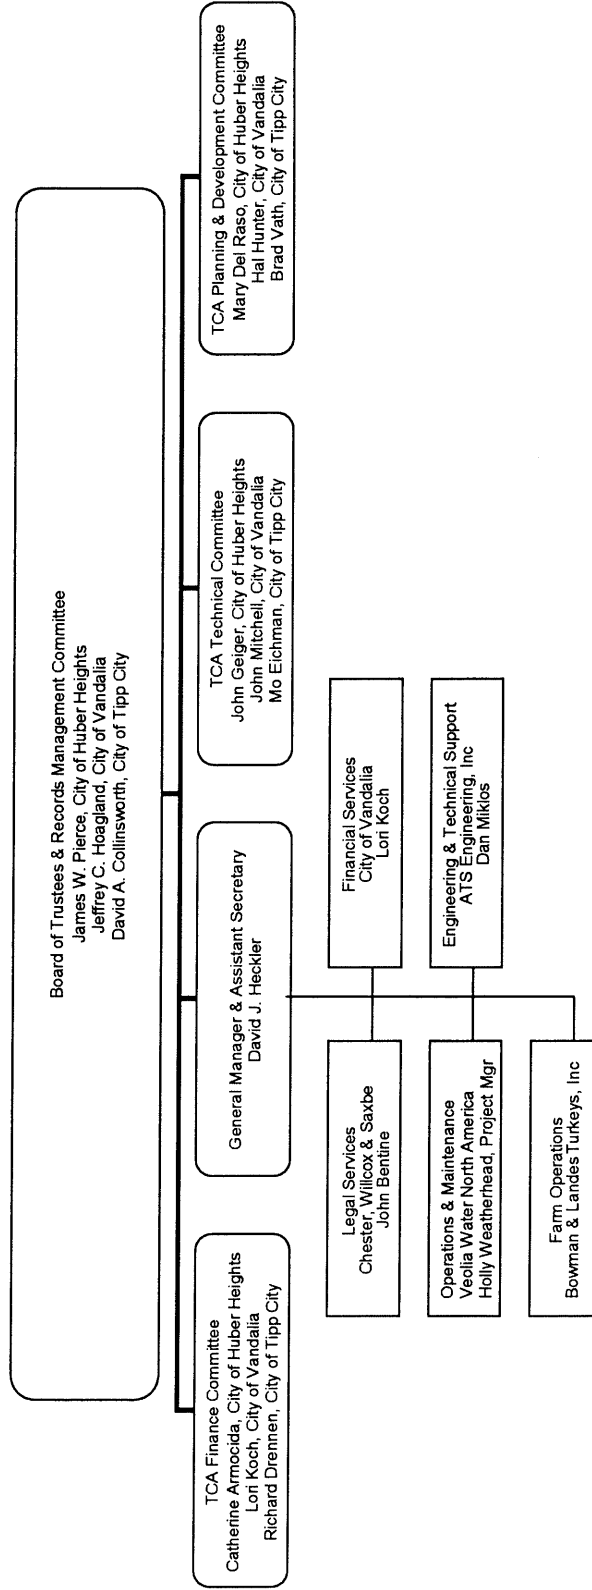 Board of Trustees & Records Management Committee
James W. Pierce, City of Huber Heights
Jeffrey C. Hoagland, City of Vandalia
David A. Collinsworth, City of Tipp City
TCA Finance Committee
Catherine Armocida, City of Huber Heights
Lori Koch, City of Vandalia
Richard Drennen, City of Tipp City
General Manager & Assistant Secretary
David J. Heckler
TCA Technical Committee
John Geiger, City of Huber Heights
John Mitchell, City of Vandalia
Mo Eichman, City of Tipp City
TCA Planning & Development Committee
Mary Del Raso, City of Huber Heights
Hal Hunter, City of Vandalia
Brad Vath, City of Tipp City
Legal Services
Chester, Willcox & Saxbe
John Bentine
Financial Services
City of Vandalia
Lori Koch
Operations & Maintenance
Veolia Water North America
Holly Weatherhead, Project Mgr
Engineering & Technical Support
ATS Engineering, Inc
Dan Miklos
Farm Operations
Bowman & Landes Turkeys, Inc